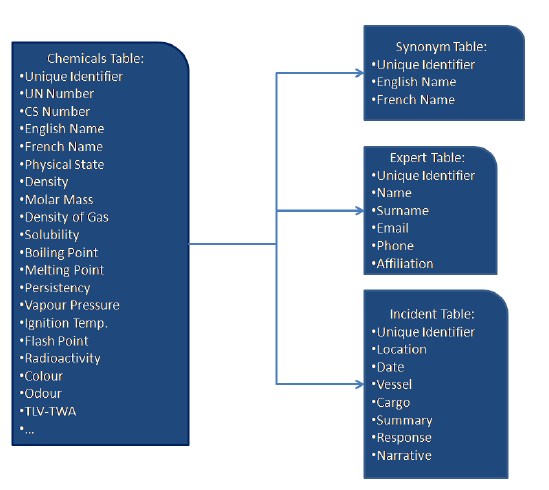 Chemicals Table:
•Unique Identifier
•UN Number
•CS Number
•English Name
•French Name
•Physical State
•Density
•Molar Mass
•Density of Gas
•Solubility
•Boiling Point
•Melting Point
•Persistency
•Vapour Pressure
•Ignition Temp.
•Flash Point
•Radioactivity
•Colour
•Odour
•TLV-TWA
•...
Synonym Table:
•Unique Identifier
•English Name
•French Name
Expert Table:
•Unique Identifier
•Name
•Surname
•Email
•Phone
•Affiliation
Incident Table:
•Unique Identifier
•Location
•Date
•Vessel
•Cargo
•Summary
•Response
•Narrative